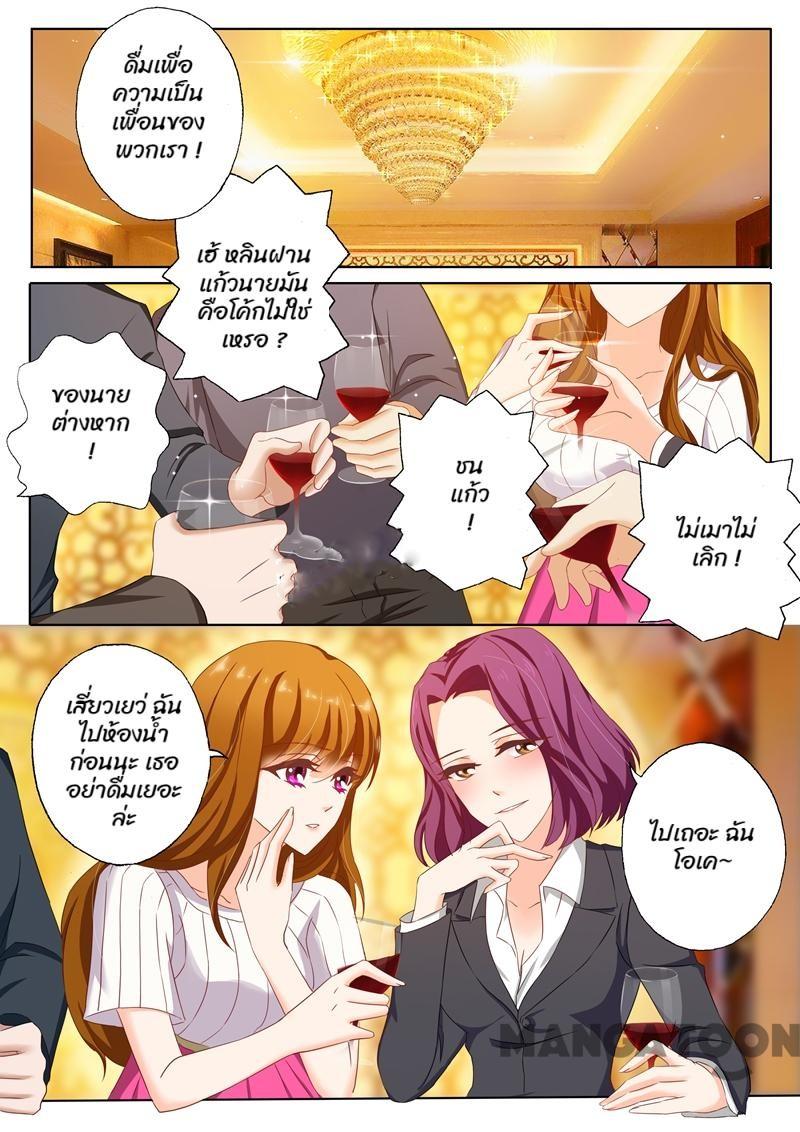 ดื่มเพื่อ
ความเป็น
เพื่อนของ
พวกเรา !
เฮ้ หลินฝาน
แก้วนายมัน
คือโค้กไม่ใช่
เหรอ ?
ของนาย
ต่างหาก
!
ชน
แก้ว
!
ไม่เมาไม่
เลิก !
เสี่ยวเยว่ ฉัน
ไปห้องน้ำ
ก่อนนะ เธอ
อย่าดื่มเยอะ
ล่ะ
ไปเถอะ ฉัน
โอเค~
MANGATOON